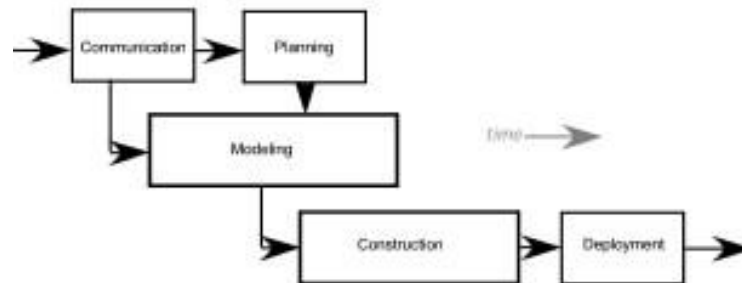 Communication
Planning
Modeling
time
Construction
Deployment